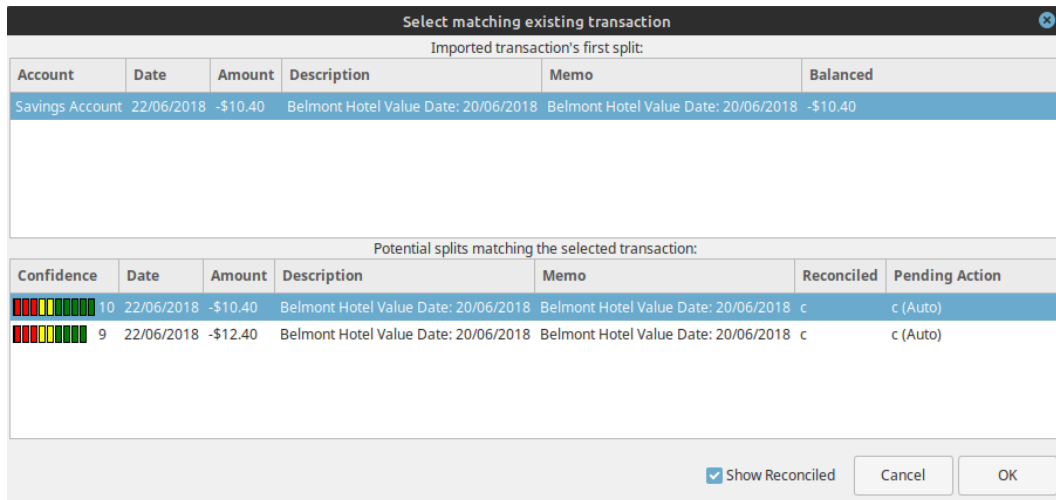 Select matching existing transaction
Imported transaction's first split:
Account Date Amount Description Memo Balanced
Savings Account 22/06/2018 -$10.40 Belmont Hotel Value Date: 20/06/2018 Belmont Hotel Value Date: 20/06/2018 -$10.40
Potential splits matching the selected transaction:
Confidence Date Amount Description Memo Reconciled Pending Action
10 22/06/2018 -$10.40 Belmont Hotel Value Date: 20/06/2018 Belmont Hotel Value Date: 20/06/2018 c c (Auto)
9 22/06/2018 -$12.40 Belmont Hotel Value Date: 20/06/2018 Belmont Hotel Value Date: 20/06/2018 c c (Auto)
Show Reconciled Cancel OK